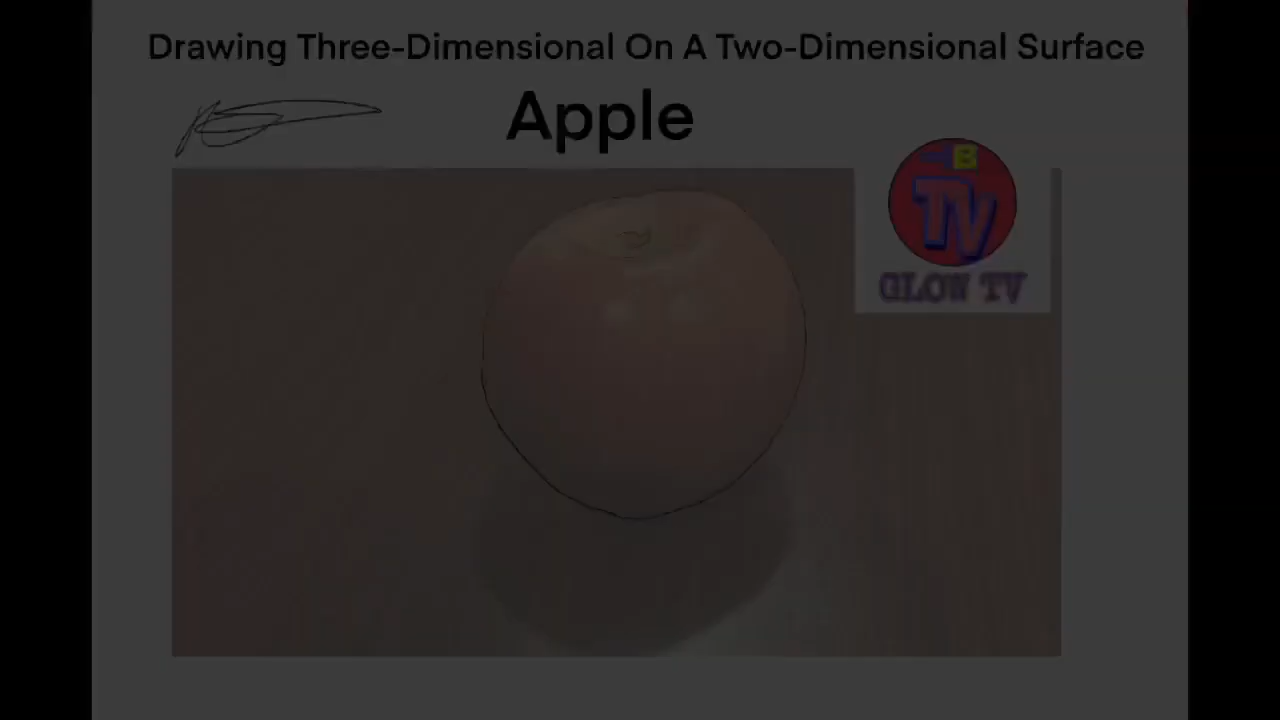 Drawing Three-Dimensional On A Two-Dimensional Surface
Apple
B
TV
GLOW TV